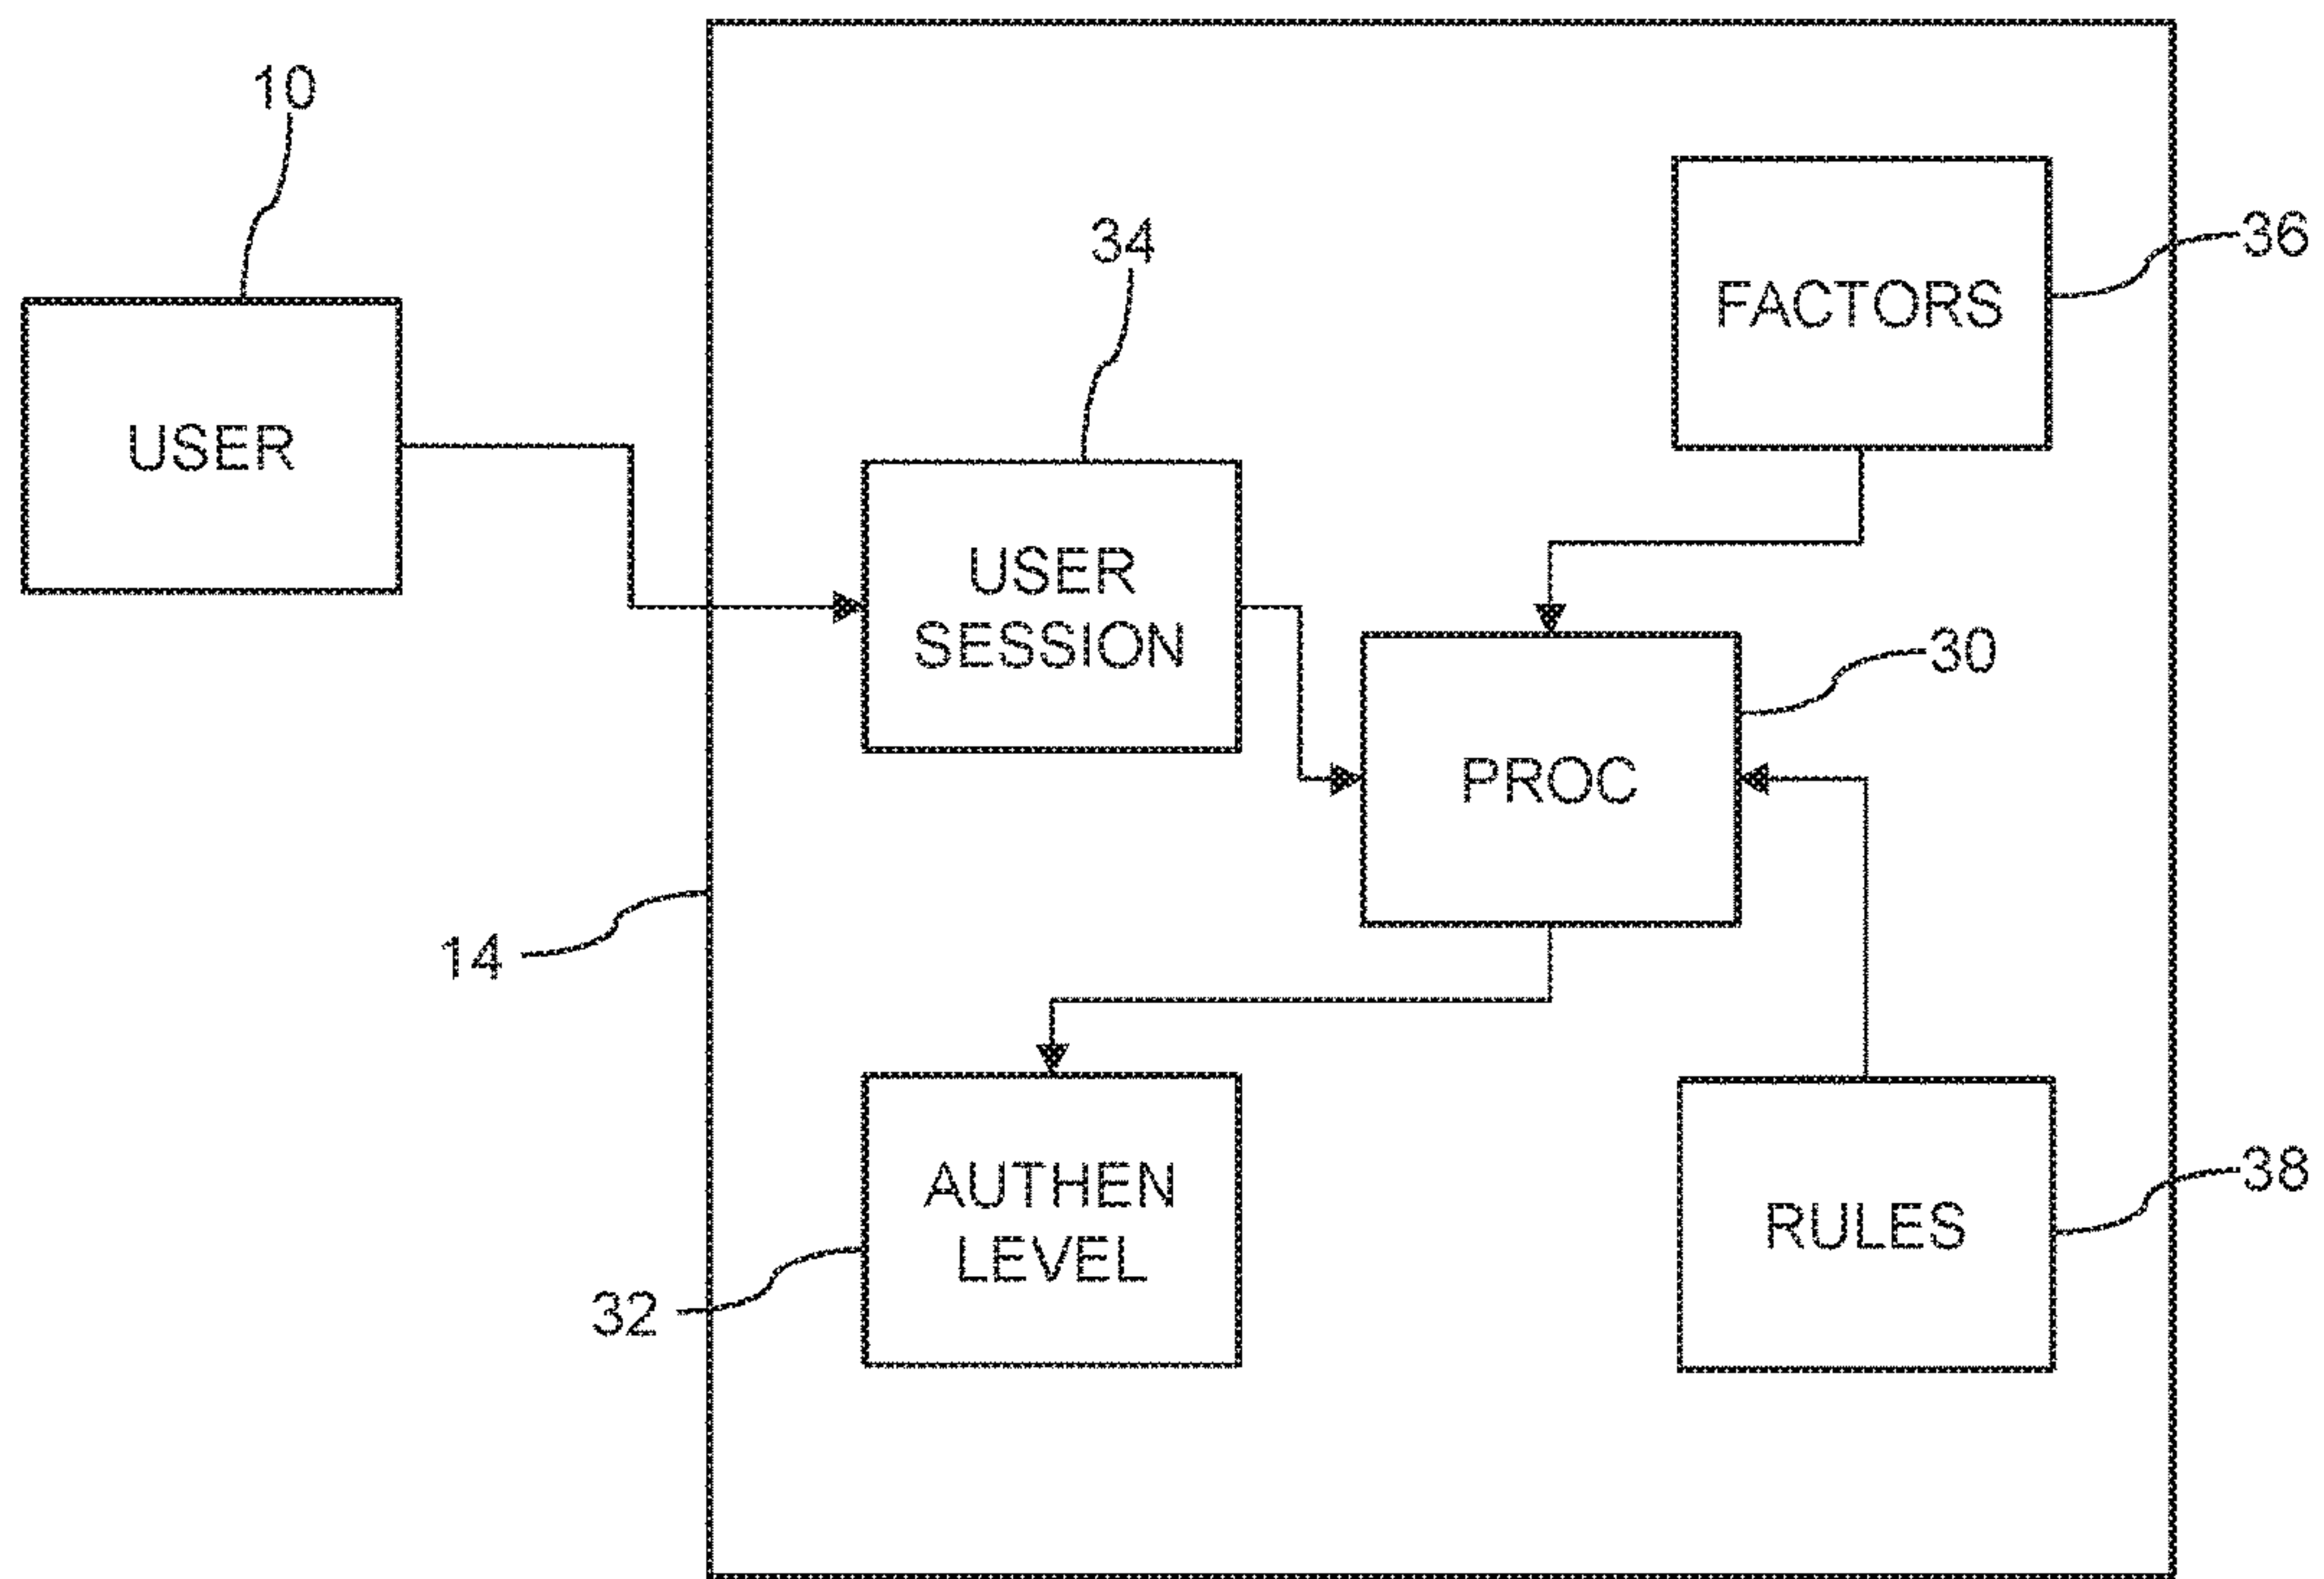 10
34
36
FACTORS
USER
USER
SESSION
30
PROC
14
AUTHEN
LEVEL
38
RULES
32